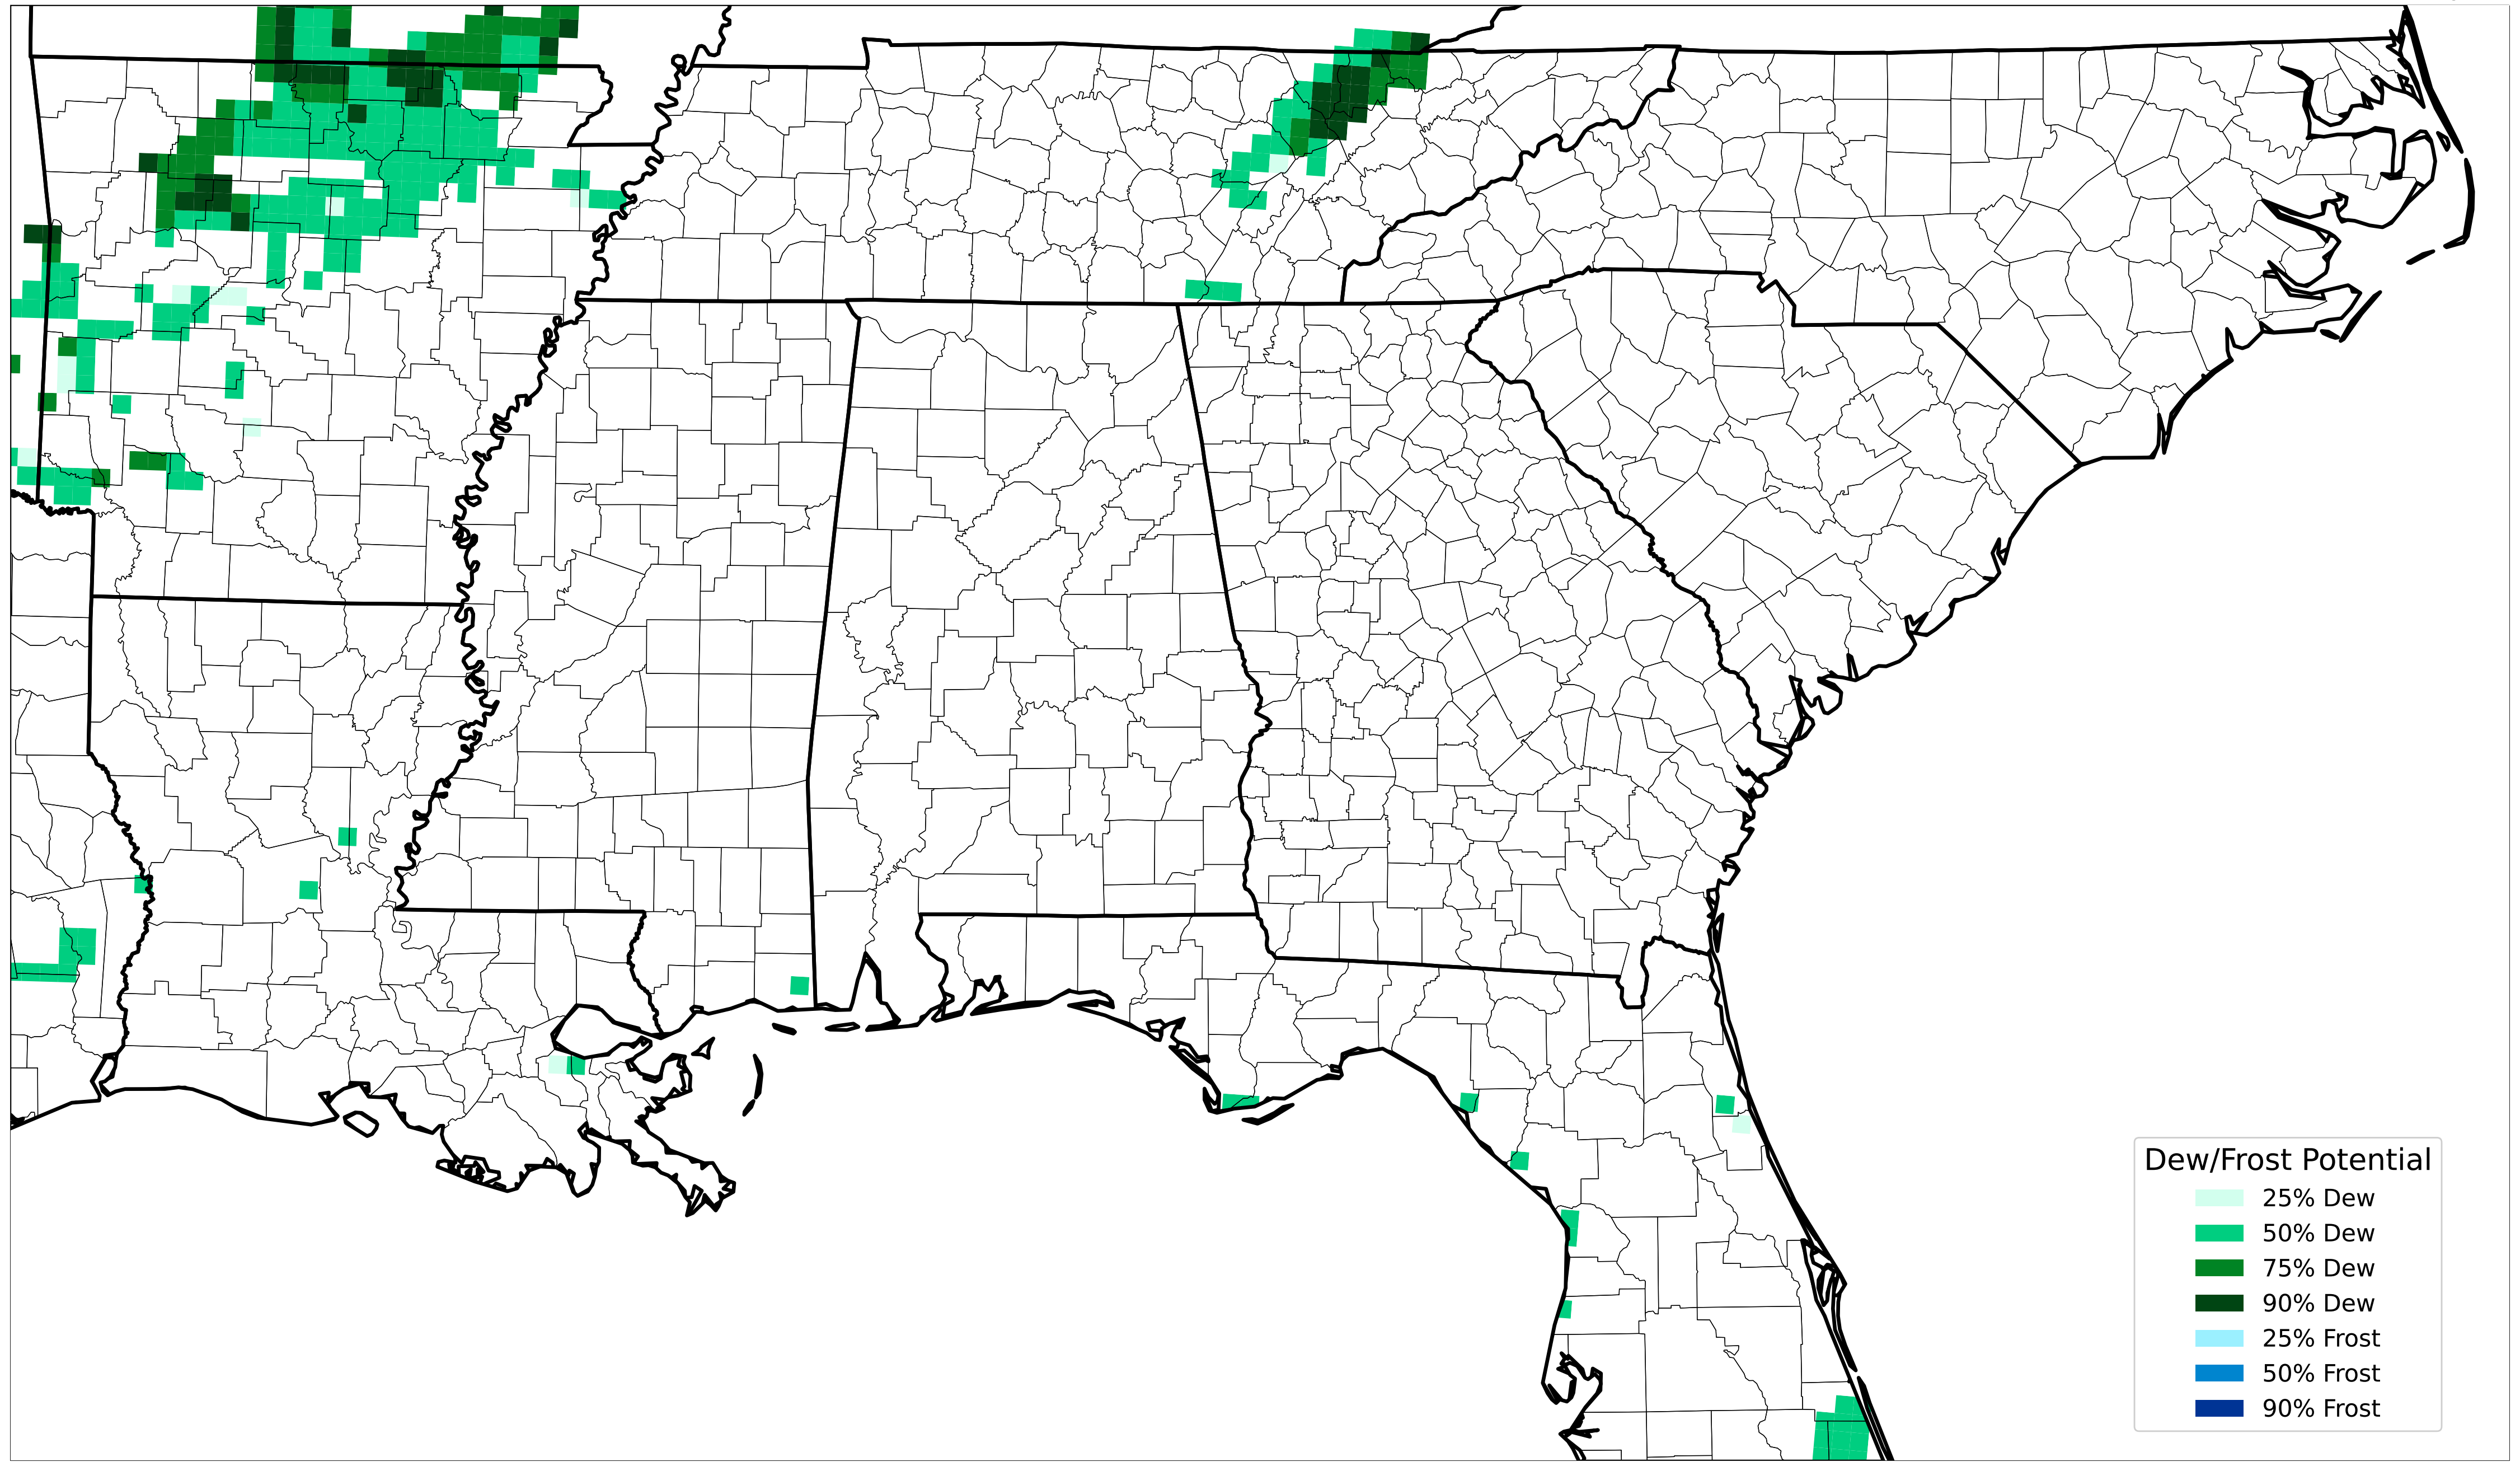 Dew/Frost Potential
25% Dew
50% Dew
75% Dew
90% Dew
25% Frost
50% Frost
90% Frost